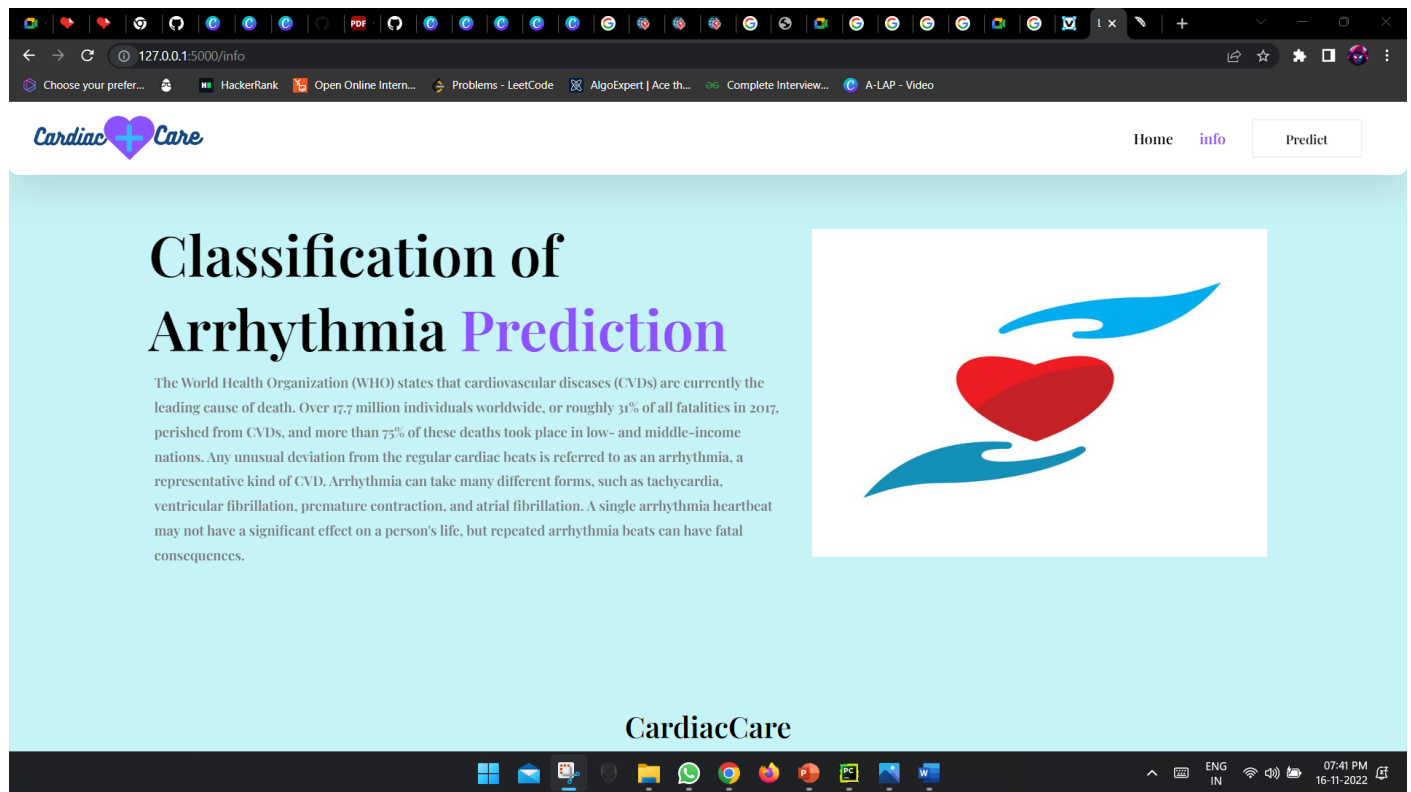 PDF
127.0.0.1:5000/info
Choose your prefer...
HackerRank
Open Online Intern...
Problems - LeetCode
AlgoExpert | Ace th...
Complete Interview...
A-LAP - Video
Cardiac Care
Home
info
Predict
Classification of
Arrhythmia Prediction
The World Health Organization (WHO) states that cardiovascular diseases (CVDs) are currently the
leading cause of death. Over 17.7 million individuals worldwide, or roughly 31% of all fatalities in 2017,
perished from CVDs, and more than 75% of these deaths took place in low- and middle-income
nations. Any unusual deviation from the regular cardiac beats is referred to as an arrhythmia, a
representative kind of CVD. Arrhythmia can take many different forms, such as tachycardia,
ventricular fibrillation, premature contraction, and atrial fibrillation. A single arrhythmia heartbeat
may not have a significant effect on a person's life, but repeated arrhythmia beats can have fatal
consequences.
CardiacCare
ENG
IN
07:41 PM
16-11-2022